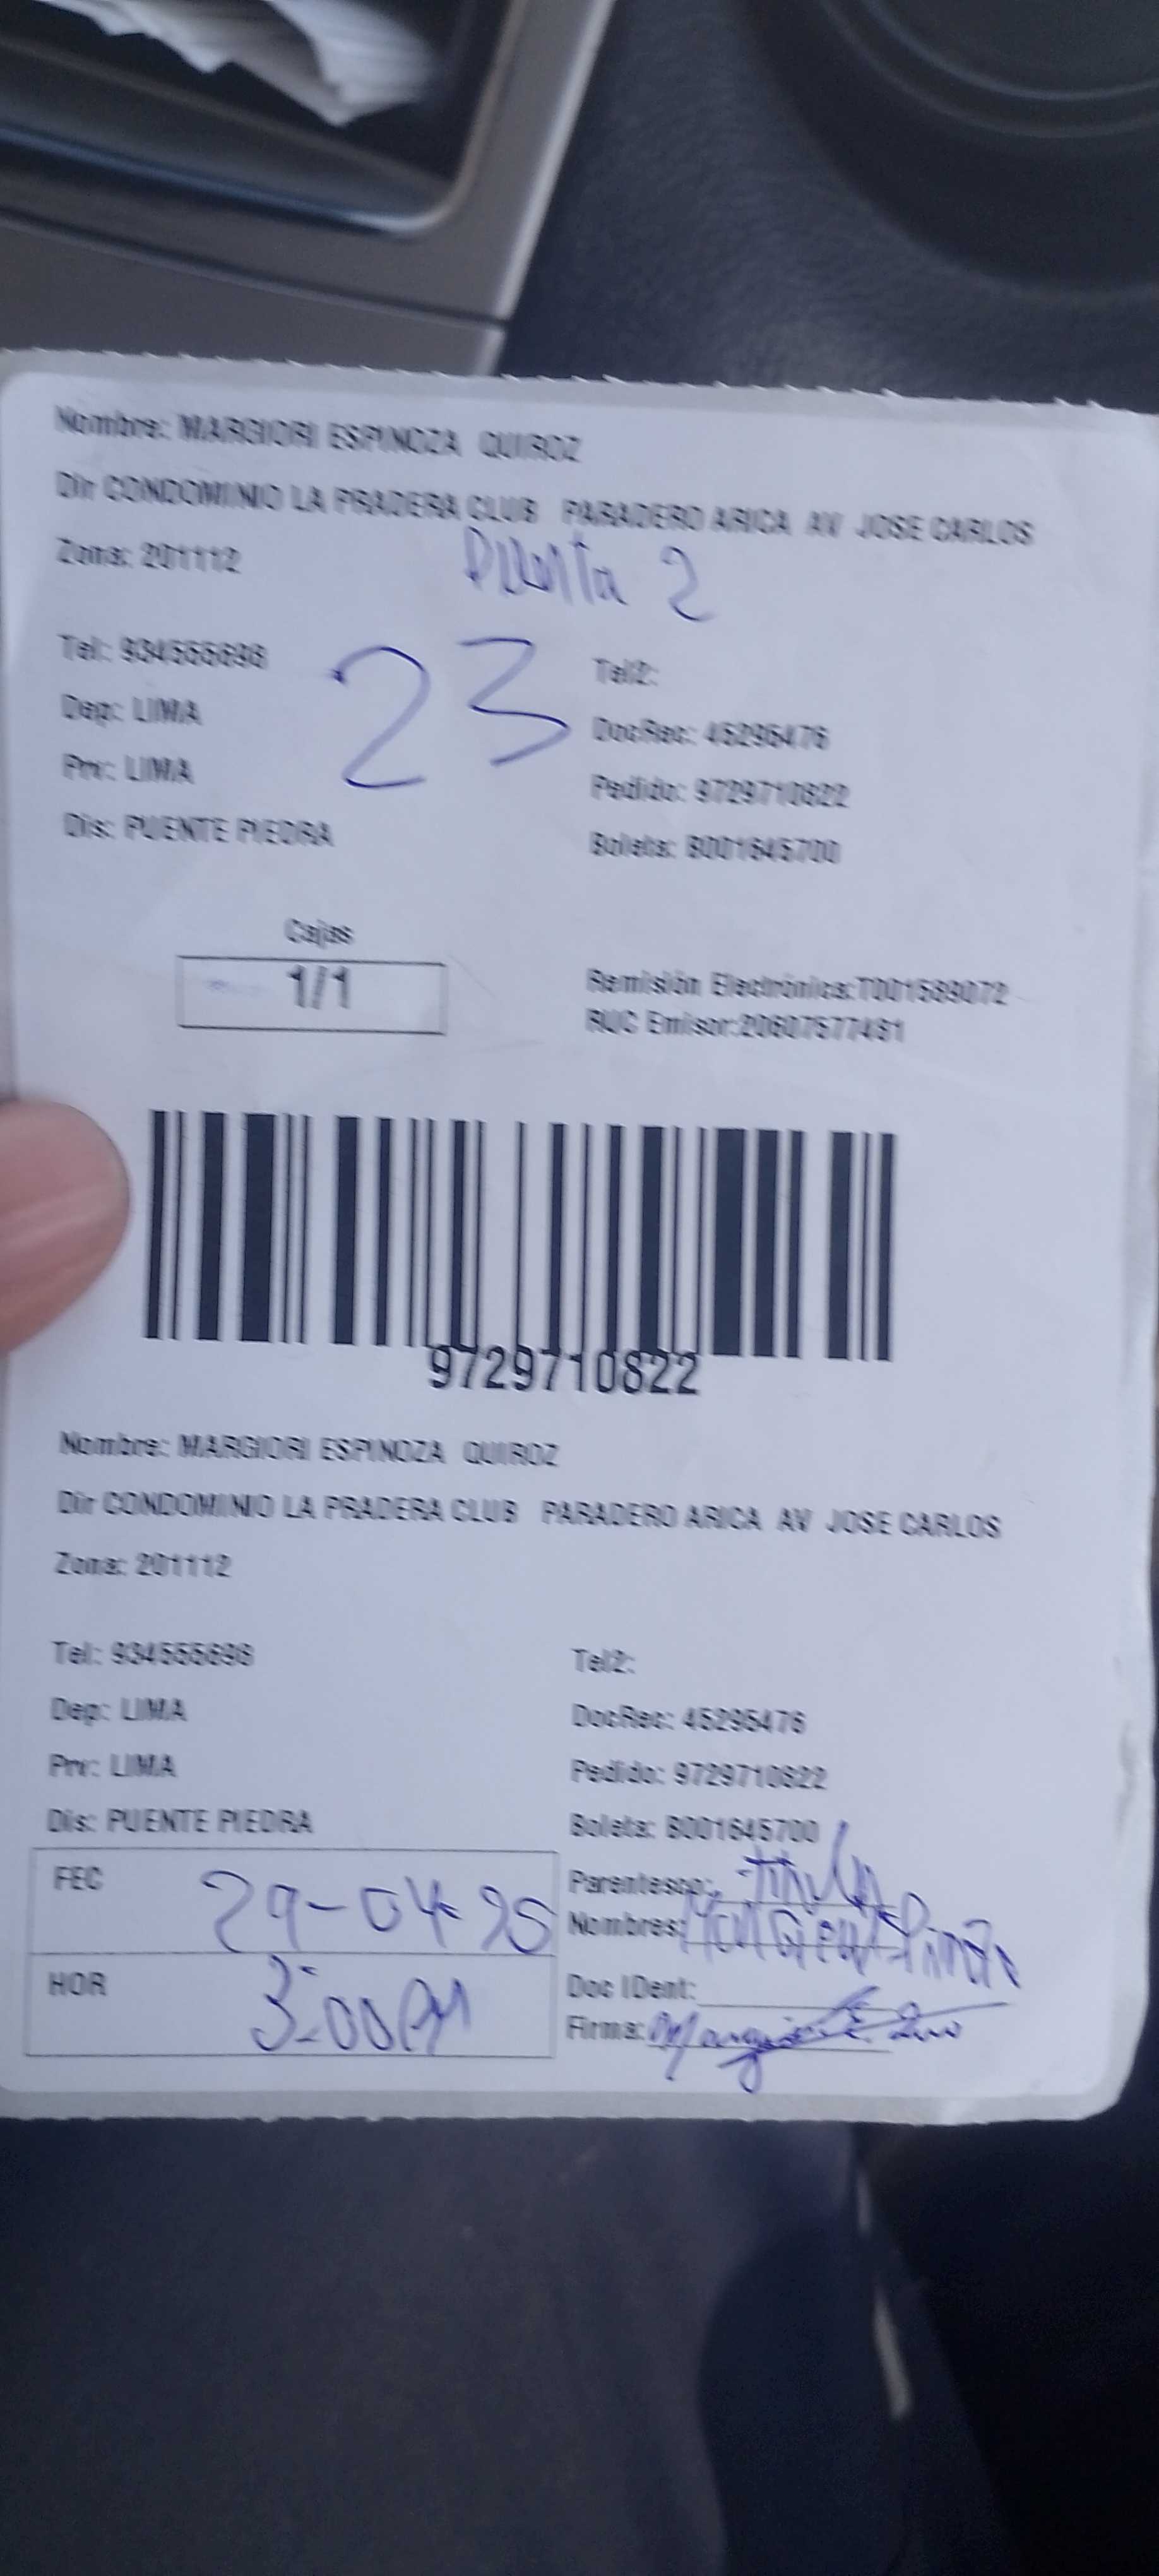 Nombre: MARGIORI ESPINOZA QUIROZ
Dir CONDOMINIO LA PRADERA CLUB PARADERO ARICA AV JOSE CARLOS
Zona: 201112
Puerta 2
23
Tel: 934555698 Tel2:
Dep: LIMA DocRec: 45295476
Prv: LIMA Pedido: 9729710822
Dis: PUENTE PIEDRA Boleta: B001645700
Cajas
1/1
Remisión Electrónica:T001589072
RUC Emisor:20607577481
9729710822
Nombre: MARGIORI ESPINOZA QUIROZ
Dir CONDOMINIO LA PRADERA CLUB PARADERO ARICA AV JOSE CARLOS
Zona: 201112
Tel: 934555698 Tel2:
Dep: LIMA DocRec: 45295476
Prv: LIMA Pedido: 9729710822
Dis: PUENTE PIEDRA Boleta: B001645700
FEC 29-04-25 Parentesco: titular
Nombres:
HOR 3:00PM Doc IDent:
Firma: